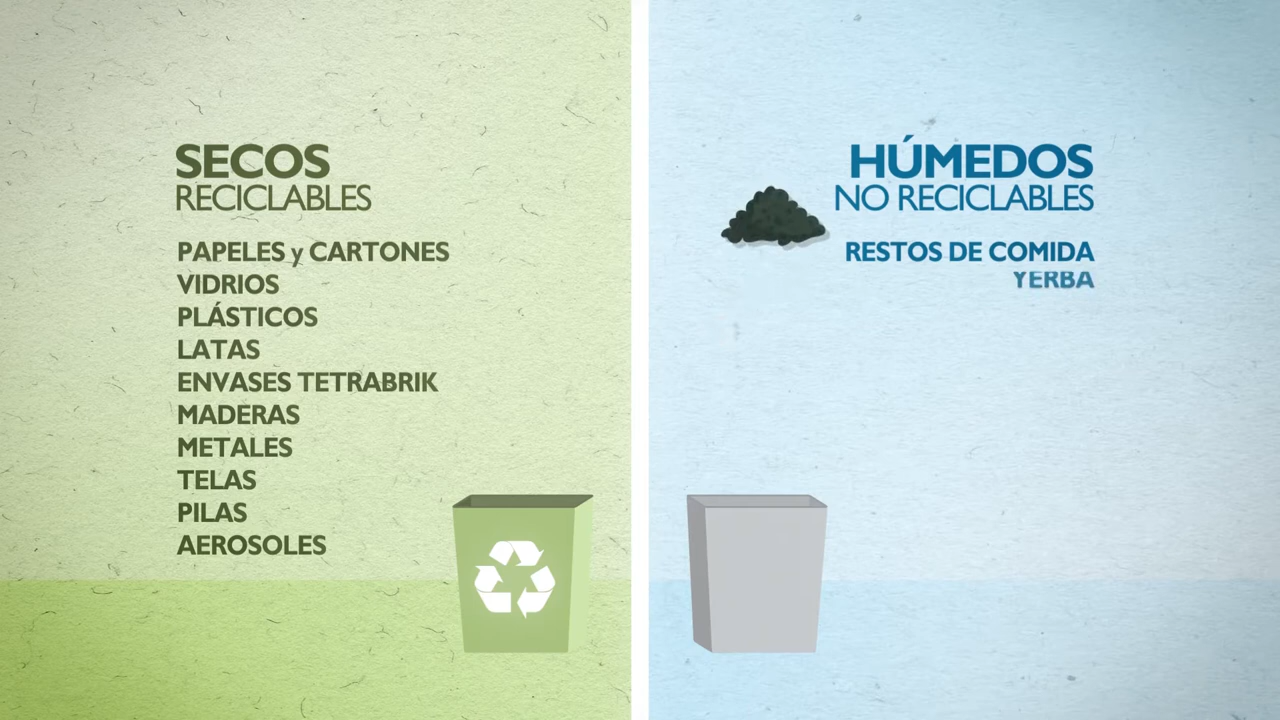 SECOS
RECICLABLES
PAPELES y CARTONES
VIDRIOS
PLÁSTICOS
LATAS
ENVASES TETRABRIK
MADERAS
METALES
TELAS
PILAS
AEROSOLES
HÚMEDOS
NO RECICLABLES
RESTOS DE COMIDA
YERBA